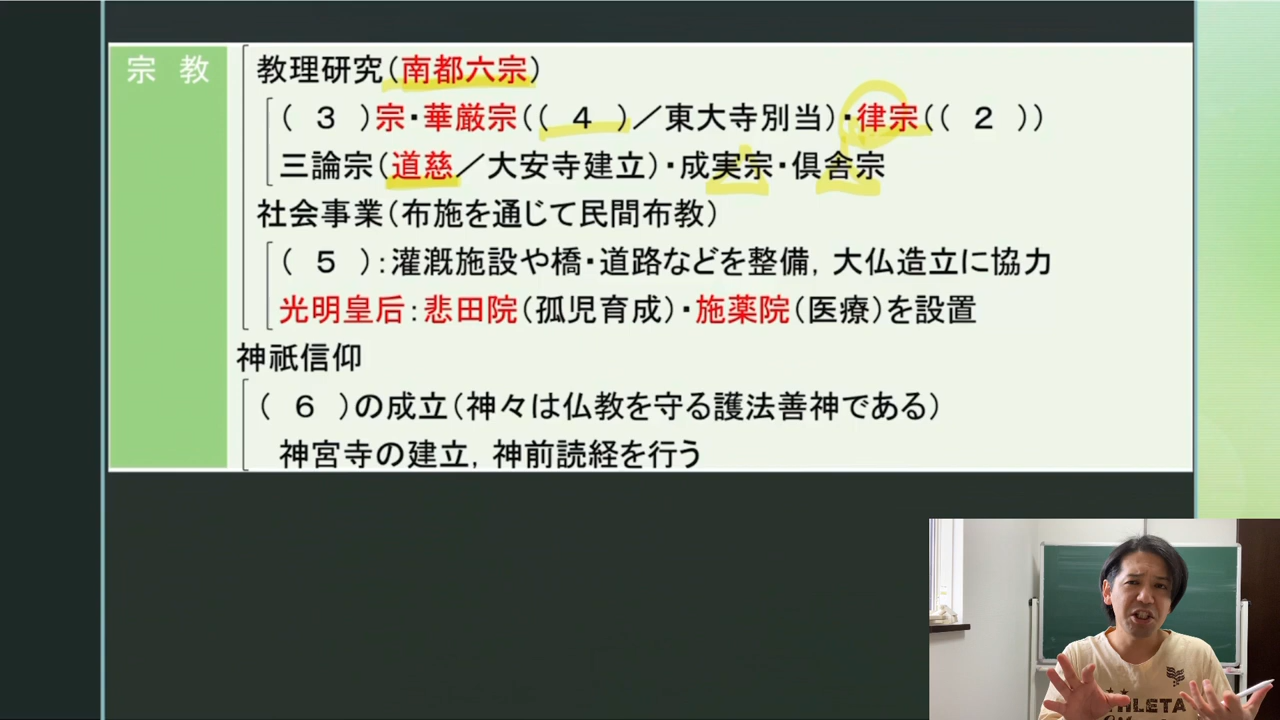 宗 教
教理研究(南都六宗)
( 3 )宗・華厳宗(( 4 )/東大寺別当)・律宗(( 2 ))
三論宗(道慈/大安寺建立)・成実宗・倶舎宗
社会事業(布施を通じて民間布教)
( 5 ):灌漑施設や橋・道路などを整備,大仏造立に協力
光明皇后:悲田院(孤児育成)・施薬院(医療)を設置
神祇信仰
( 6 )の成立(神々は仏教を守る護法善神である)
神宮寺の建立,神前読経を行う